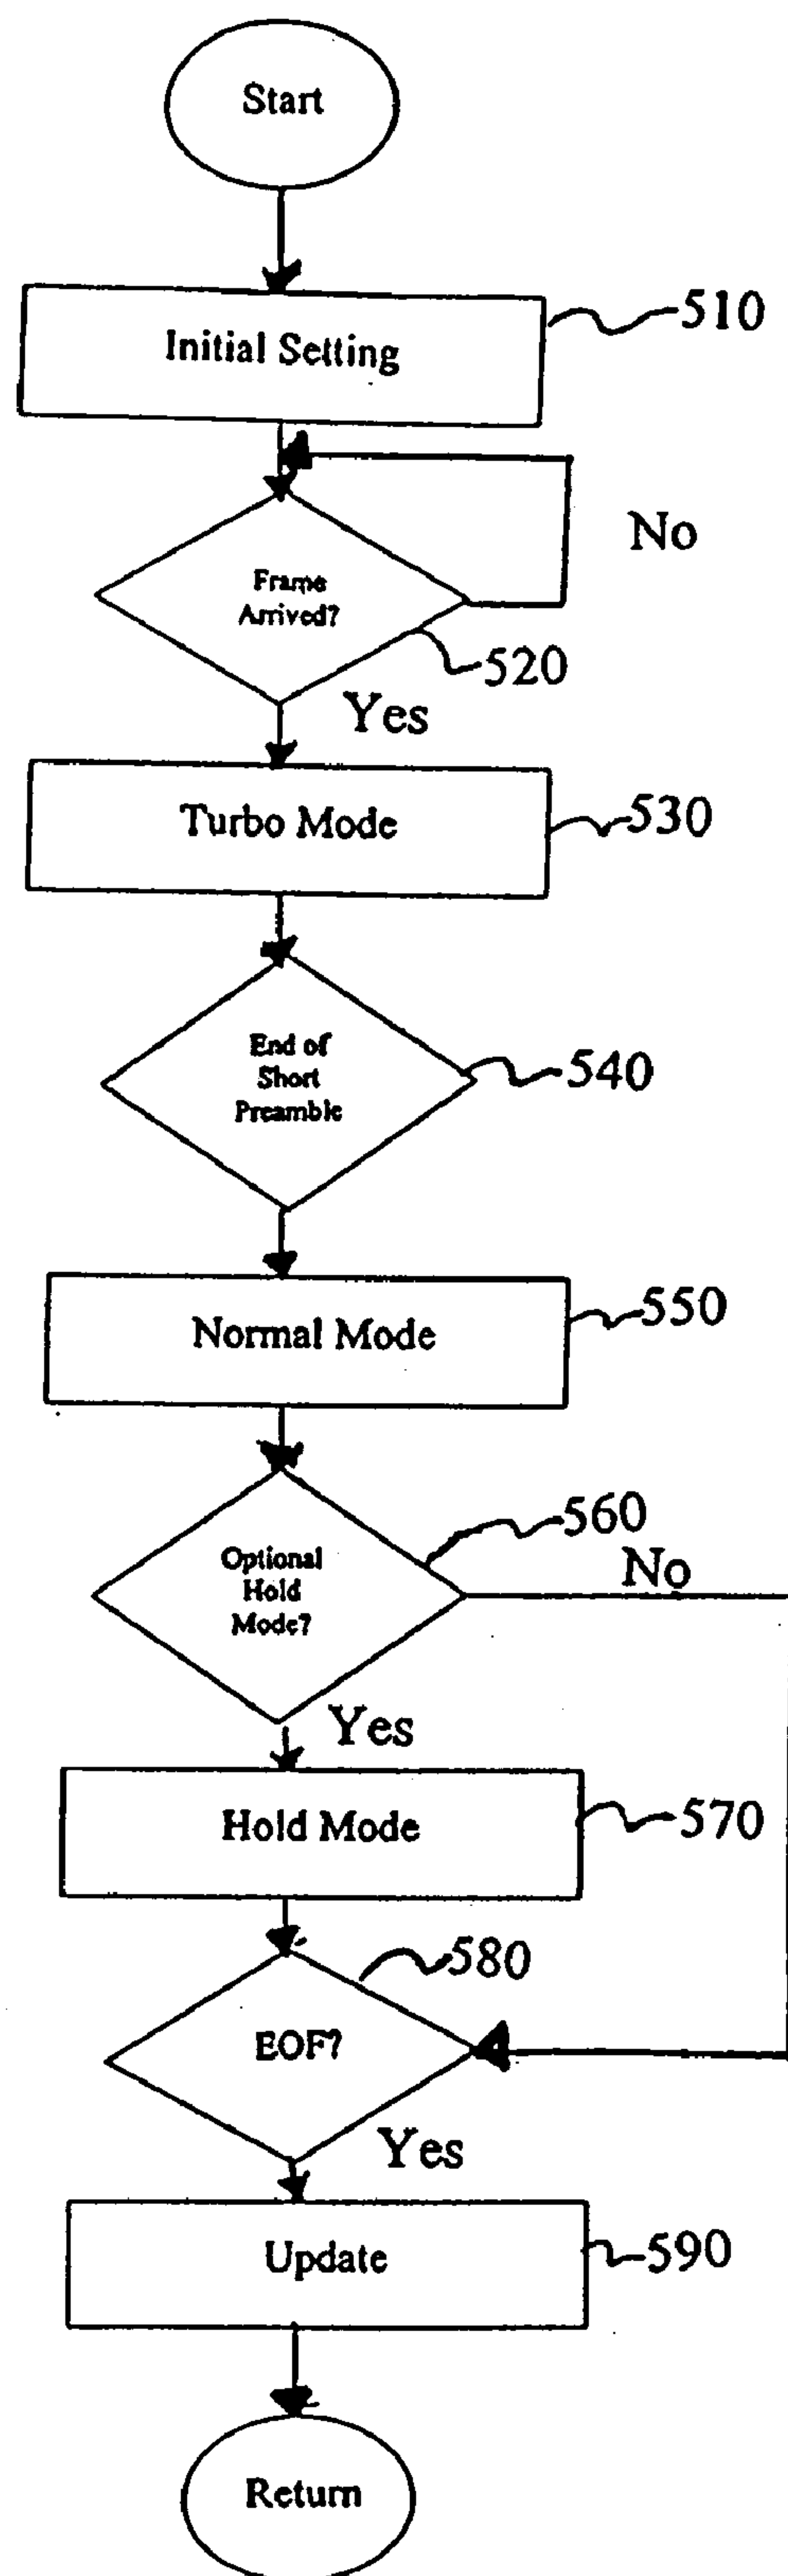 Start
Initial Setting
510
No
Frame
Arrived?
520
Yes
Turbo Mode
530
End of
Short
Preamble
540
Normal Mode
550
560
No
Optional
Hold
Mode?
Yes
Hold Mode
570
580
EOF?
Yes
Update
590
Return